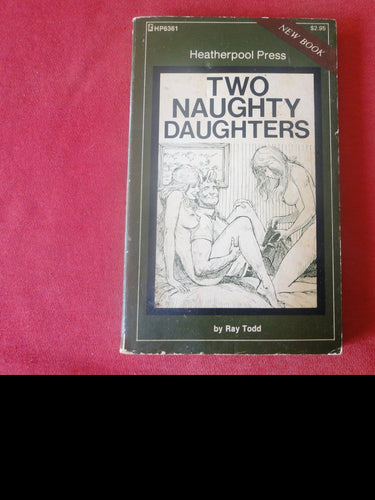 HP6361
$2.95
NEW BOOK
Heatherpool Press
TWO
NAUGHTY
DAUGHTERS
by Ray Todd